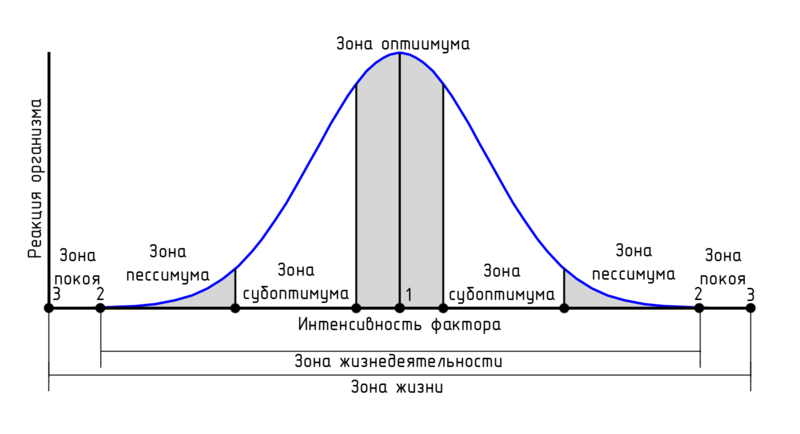 Зона оптиимума
Реакция организма
Зона
покоя
Зона
пессимума
Зона
субоптимума
Зона
субоптимума
Зона
пессимума
Зона
покоя
3
2
1
2
3
Интенсивность фактора
Зона жизнедеятельности
Зона жизни